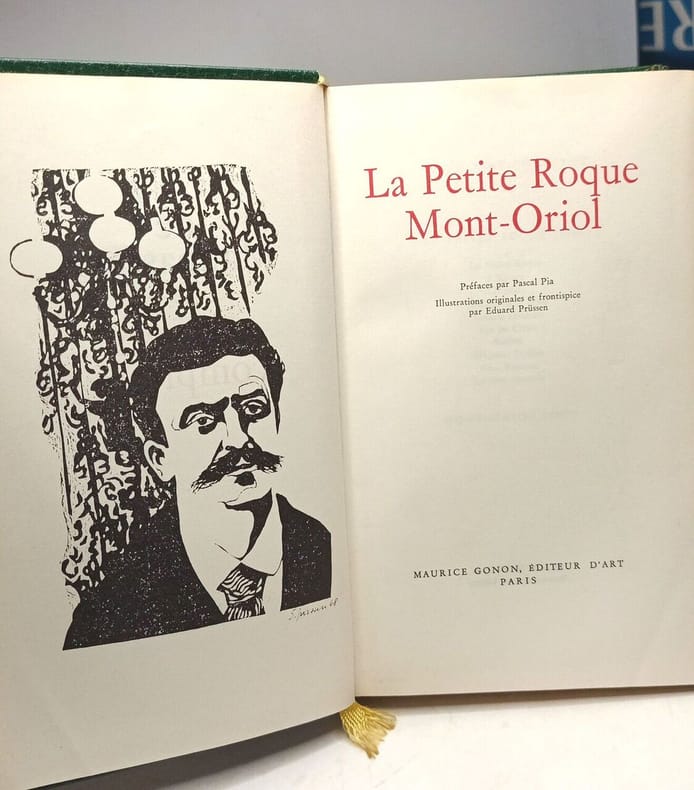 La Petite Roque
Mont-Oriol
Préfaces par Pascal Pia
Illustrations originales et frontispice
par Eduard Prüssen
MAURICE GONON, ÉDITEUR D'ART
PARIS